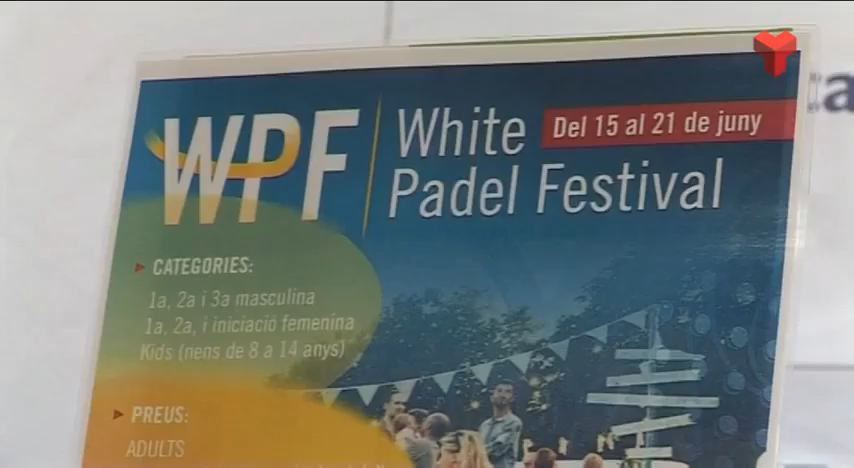 WPF
White
Del 15 al 21 de juny
Padel Festival
CATEGORIES:
1a, 2a i 3a masculina
1a, 2a, i iniciació femenina
Kids (nens de 8 a 14 anys)
PREUS:
ADULTS